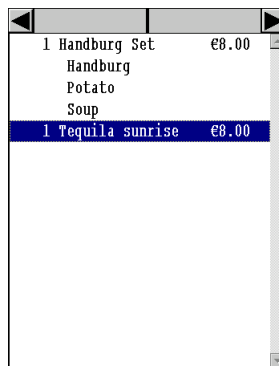 1 Handburg Set €8.00
Handburg
Potato
Soup
1 Tequila sunrise €8.00